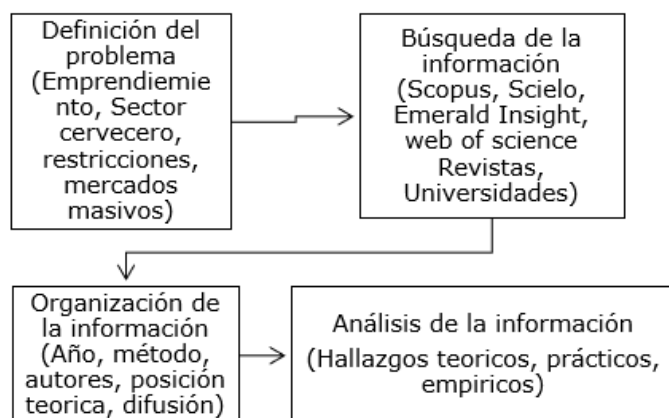 Definición del
problema
(Emprendiemie
nto, Sector
cervecero,
restricciones,
mercados
masivos)
Búsqueda de la
información
(Scopus, Scielo,
Emerald Insight,
web of science
Revistas,
Universidades)
Organización de
la información
(Año, método,
autores, posición
teorica, difusión)
Análisis de la información
(Hallazgos teoricos, prácticos,
empiricos)